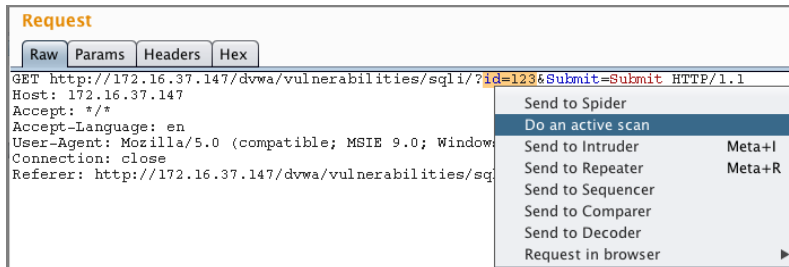 Request
Raw Params Headers Hex
GET http://172.16.37.147/dvwa/vulnerabilities/sqli/?id=123&Submit=Submit HTTP/1.1
Host: 172.16.37.147
Accept: */*
Accept-Language: en
User-Agent: Mozilla/5.0 (compatible; MSIE 9.0; Window
Connection: close
Referer: http://172.16.37.147/dvwa/vulnerabilities/sq
Send to Spider
Do an active scan
Send to Intruder Meta+I
Send to Repeater Meta+R
Send to Sequencer
Send to Comparer
Send to Decoder
Request in browser